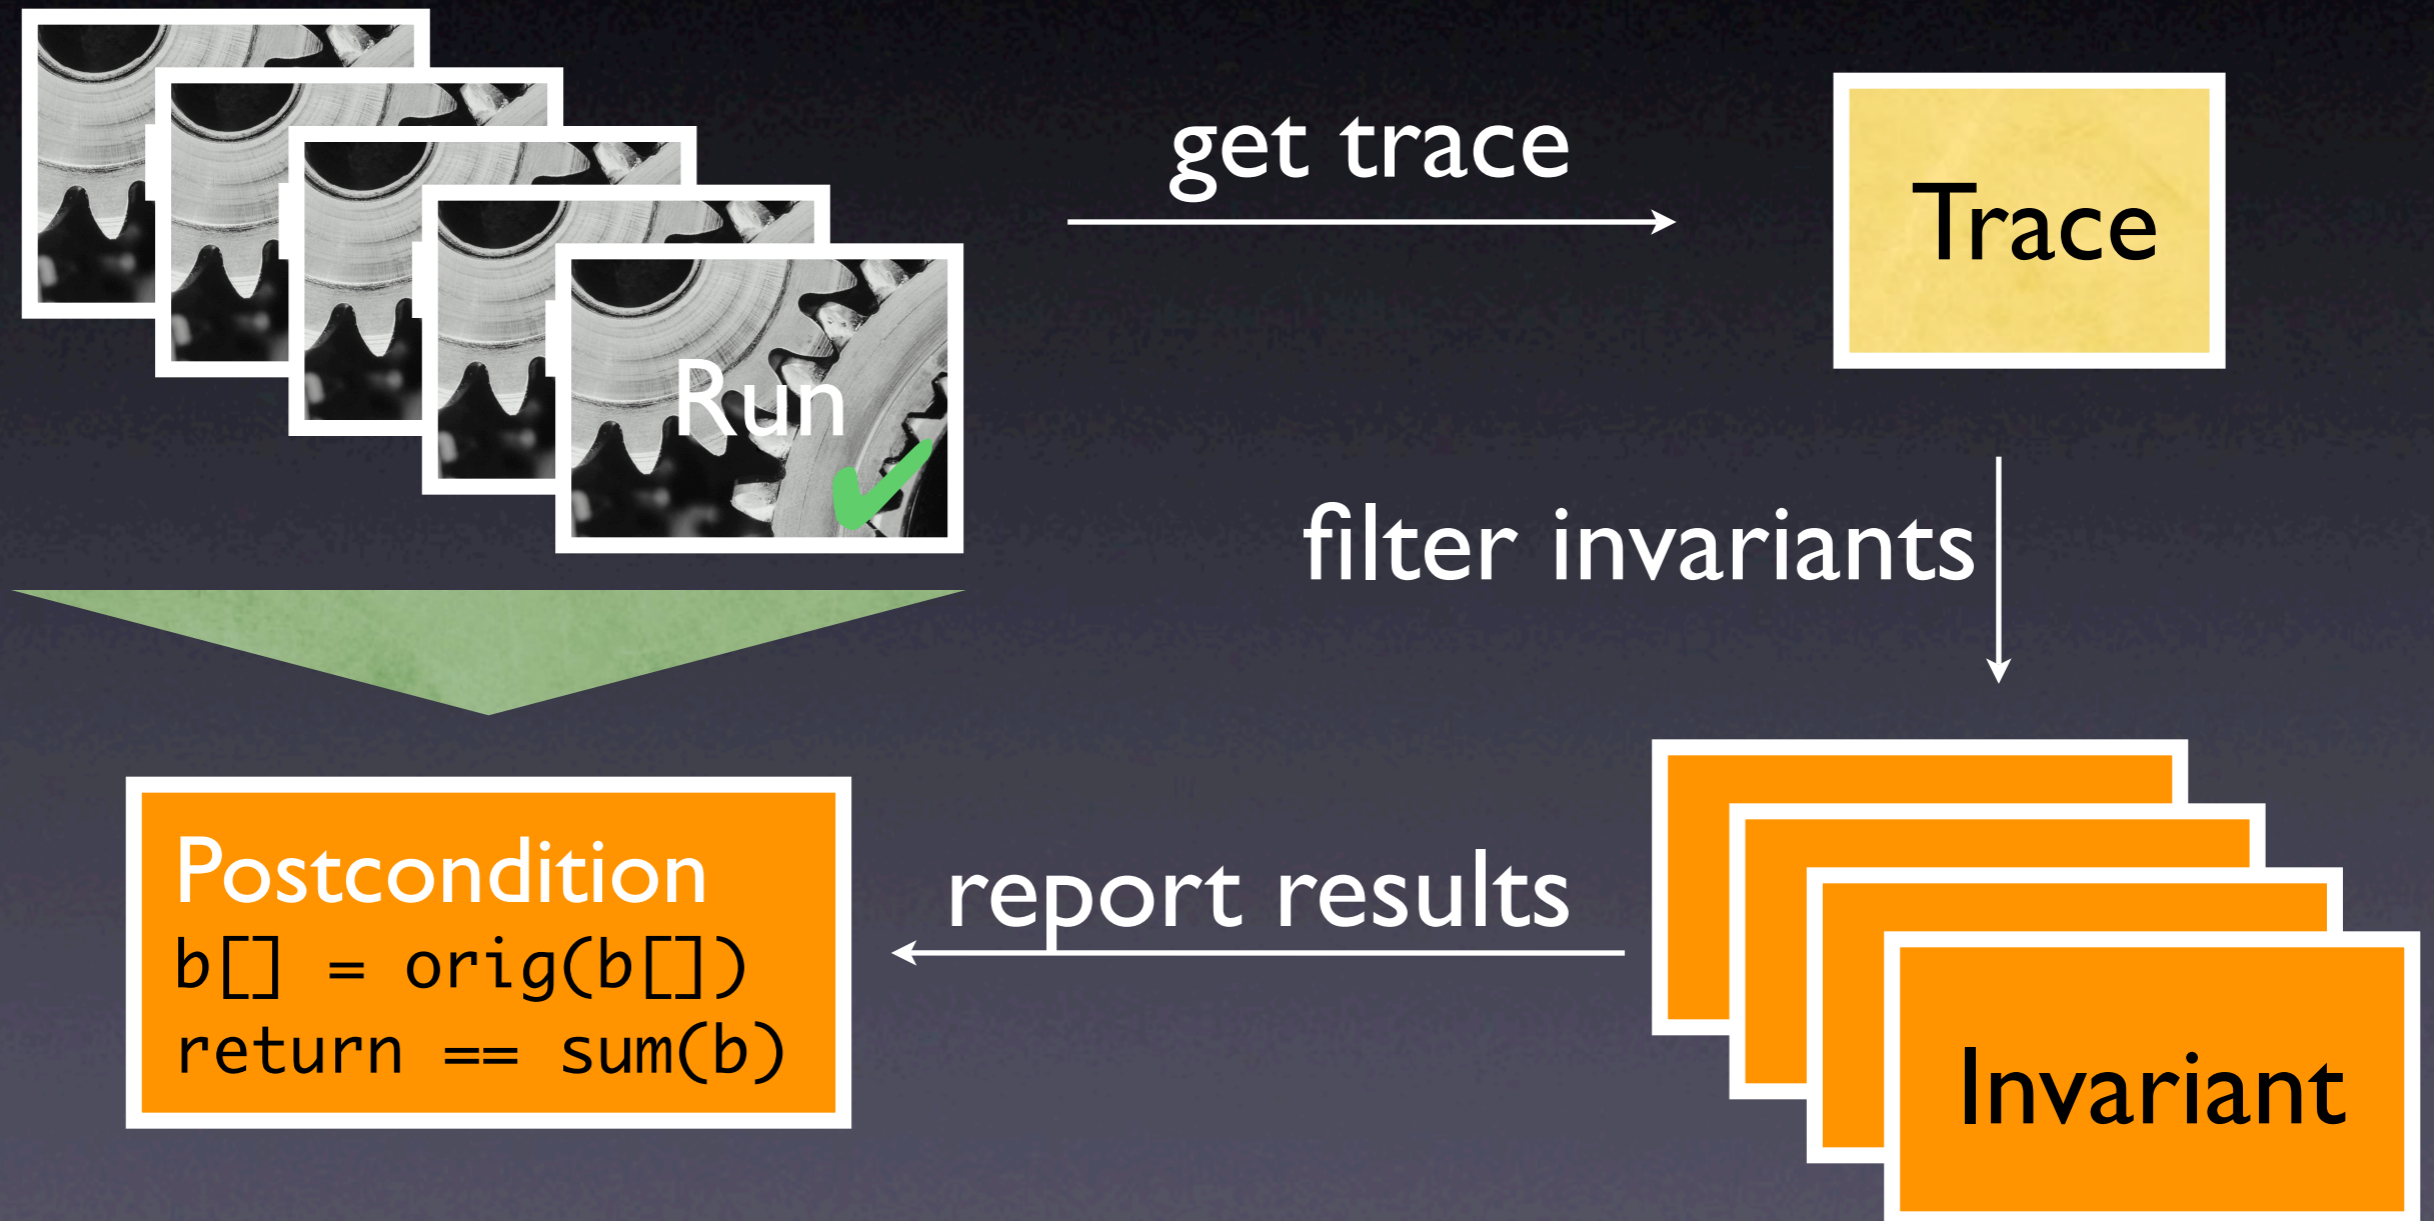 get trace
Trace
Run
filter invariants
Postcondition
b[] = orig(b[])
return == sum(b)
report results
Invariant